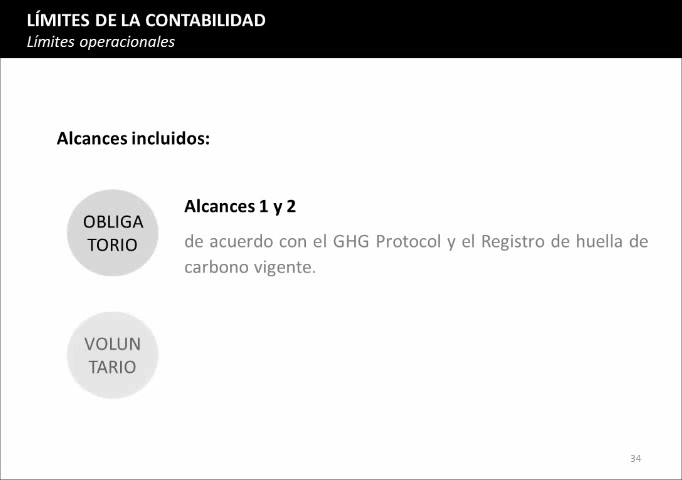 LÍMITES DE LA CONTABILIDAD
Límites operacionales
Alcances incluidos:
OBLIGA
TORIO
Alcances 1 y 2
de acuerdo con el GHG Protocol y el Registro de huella de
carbono vigente.
VOLUN
TARIO
34